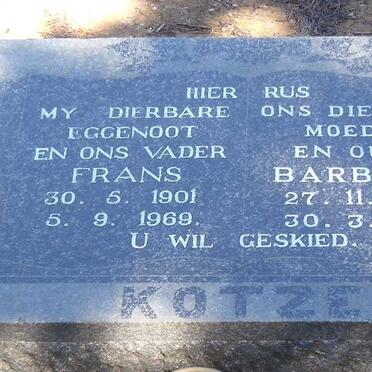 HIER RUS
MY DIERBARE ONS DIE
EGGENOOT MOED
EN ONS VADER EN OU
FRANS BARB
30. 5. 1901 27. 11.
5. 9. 1969. 30. 3.
U WIL GESKIED.
KOTZE